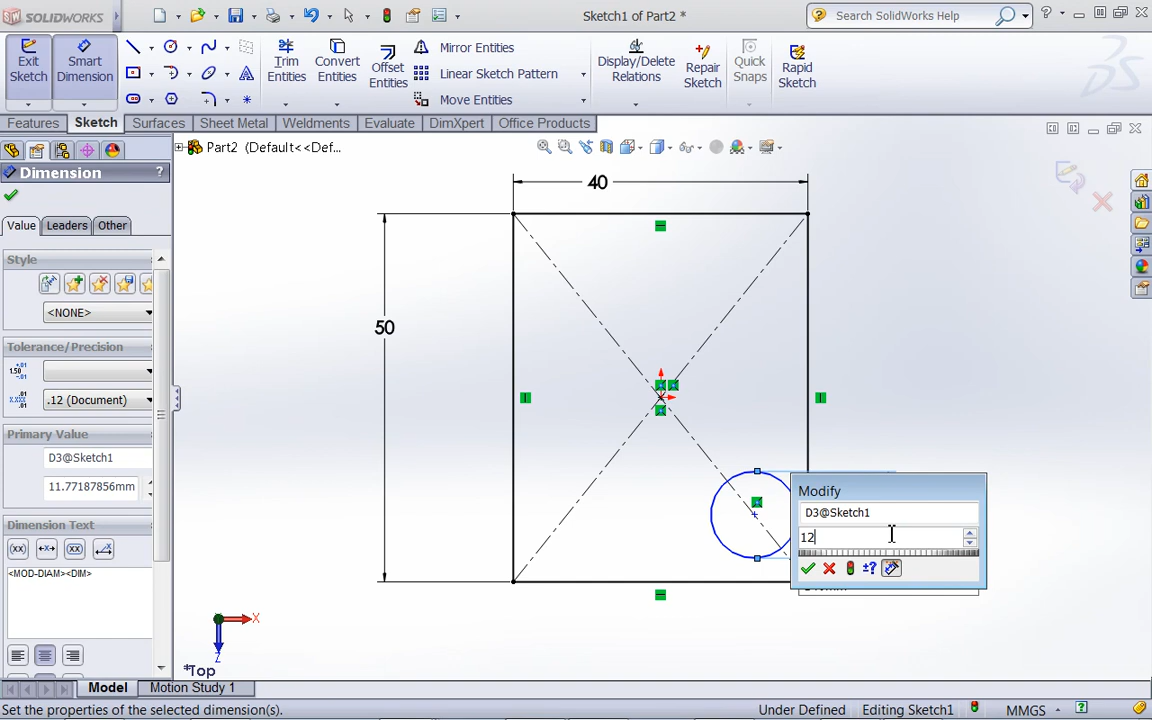 SOLIDWORKS
Sketch1 of Part2 *
Search SolidWorks Help
Exit Sketch
Smart Dimension
Trim Entities
Convert Entities
Offset Entities
Mirror Entities
Linear Sketch Pattern
Move Entities
Display/Delete Relations
Repair Sketch
Quick Snaps
Rapid Sketch
Features
Sketch
Surfaces
Sheet Metal
Weldments
Evaluate
DimXpert
Office Products
Part2 (Default<<Def...
Dimension
?
Value
Leaders
Other
Style
<NONE>
Tolerance/Precision
.12 (Document)
Primary Value
D3@Sketch1
11.77187856mm
Dimension Text
<MOD-DIAM><DIM>
40
50
Modify
D3@Sketch1
12
X
Z
*Top
Model
Motion Study 1
Set the properties of the selected dimension(s).
Under Defined
Editing Sketch1
MMGS